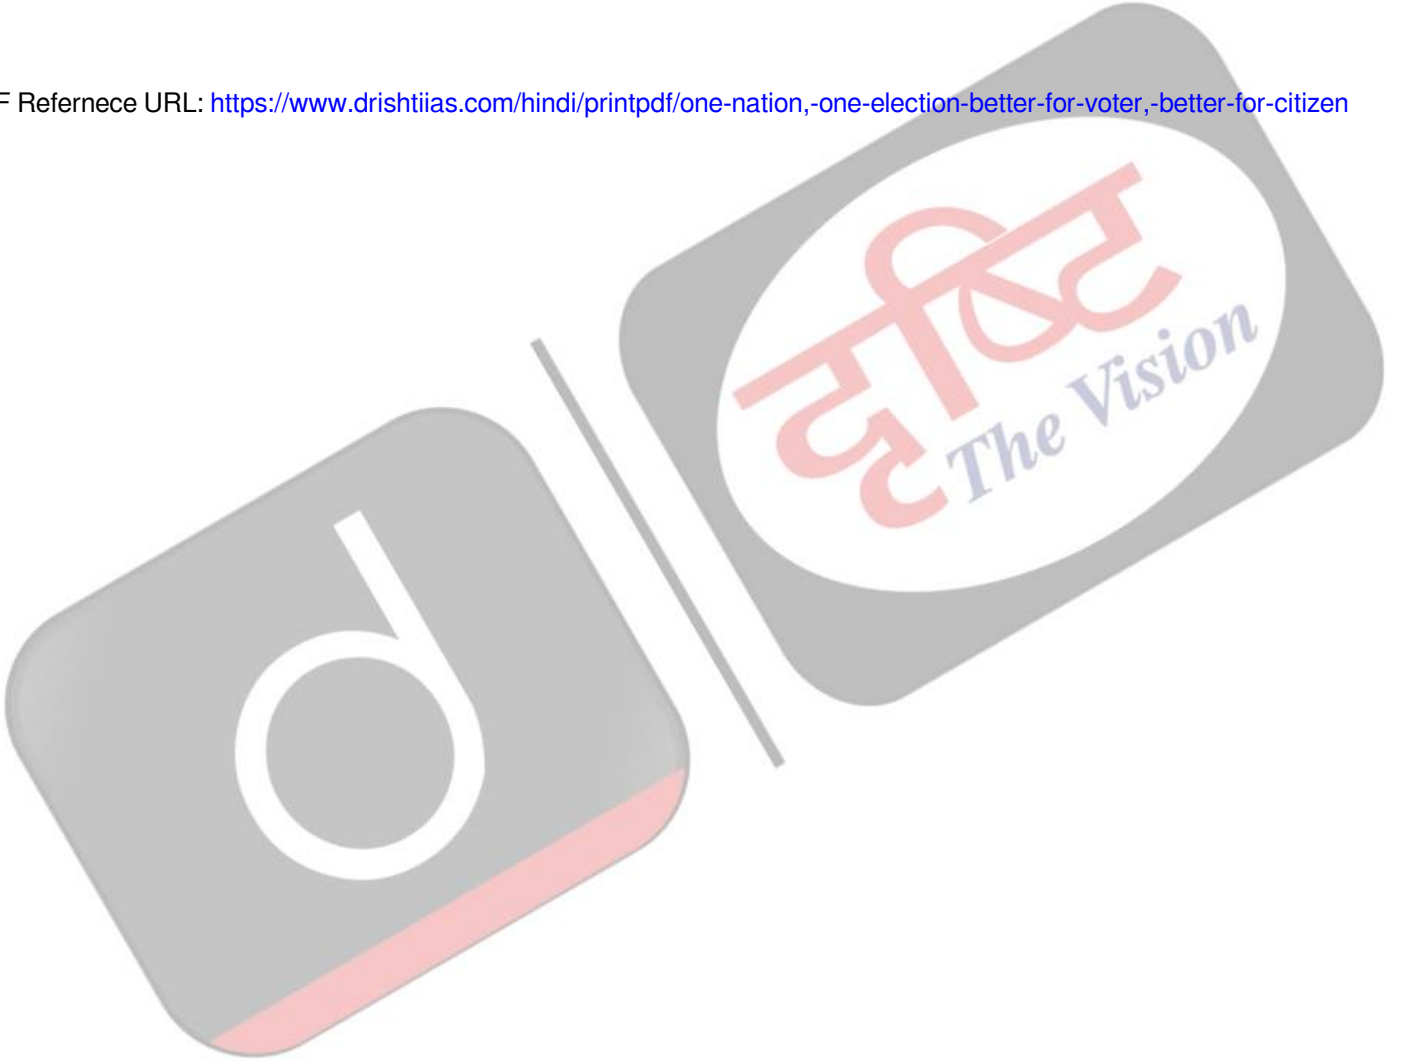 F Refernece URL: https://www.drishtiias.com/hindi/printpdf/one-nation,-one-election-better-for-voter,-better-for-citizen
दृष्टि
The Vision
d